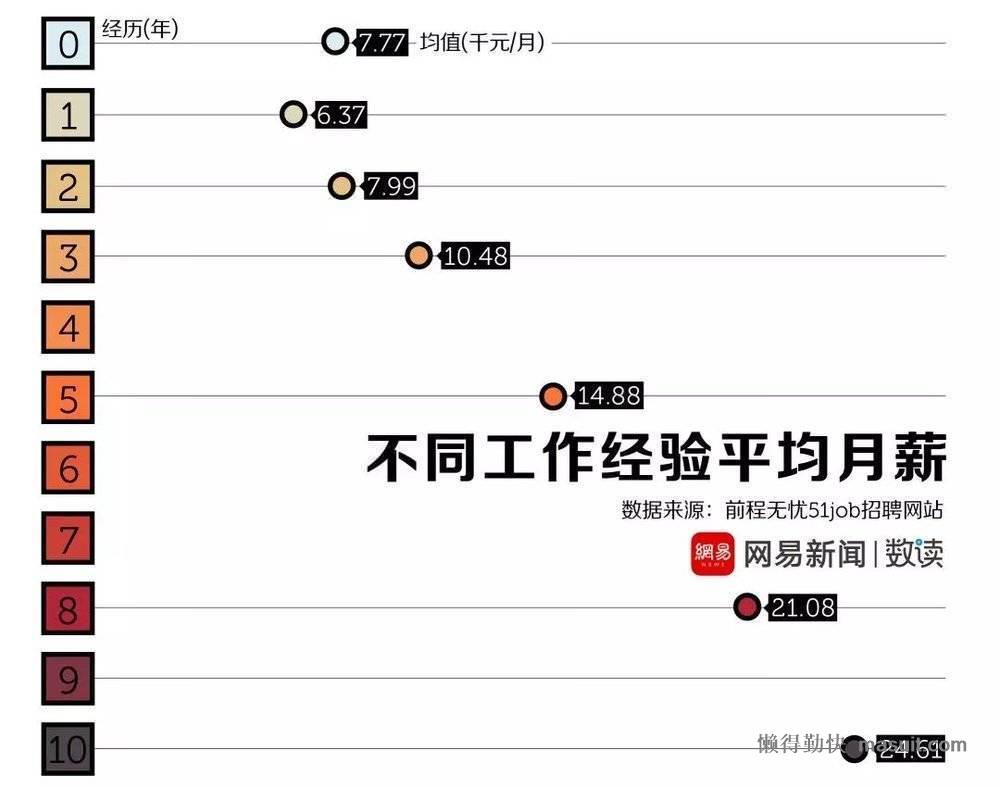 0 经历(年) 7.77 均值(千元/月)
1 6.37
2 7.99
3 10.48
4
5 14.88
不同工作经验平均月薪
6
数据来源：前程无忧51job招聘网站
7 網易 NEWS 网易新闻 | 数读
8 21.08
9
10 24.61
懒得勤快 masuit.com